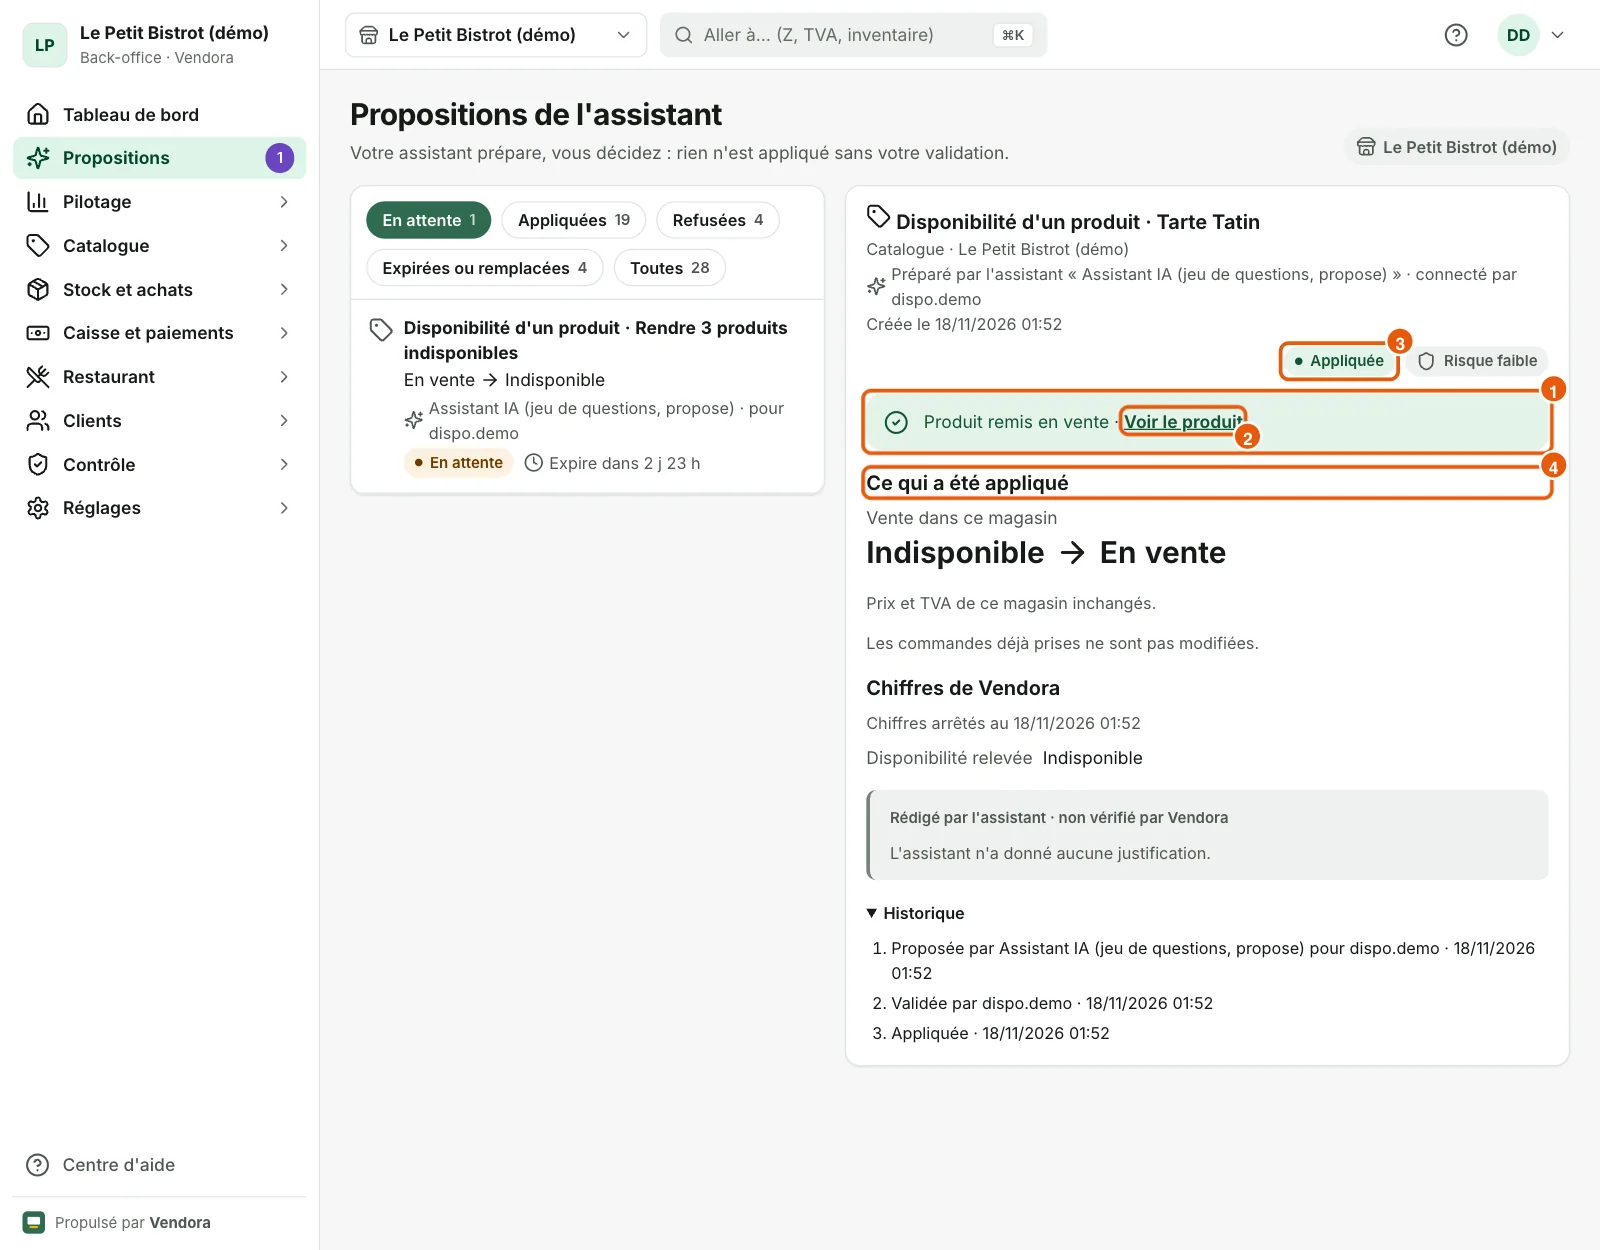 LP
Le Petit Bistrot (démo)
Back-office · Vendora
Le Petit Bistrot (démo)
Aller à... (Z, TVA, inventaire)
⌘K
DD
Tableau de bord
Propositions
1
Pilotage
Catalogue
Stock et achats
Caisse et paiements
Restaurant
Clients
Contrôle
Réglages
Centre d'aide
Propulsé par Vendora
Propositions de l'assistant
Votre assistant prépare, vous décidez : rien n'est appliqué sans votre validation.
Le Petit Bistrot (démo)
En attente 1
Appliquées 19
Refusées 4
Expirées ou remplacées 4
Toutes 28
Disponibilité d'un produit · Rendre 3 produits
indisponibles
En vente → Indisponible
Assistant IA (jeu de questions, propose) · pour
dispo.demo
En attente
Expire dans 2 j 23 h
Disponibilité d'un produit · Tarte Tatin
Catalogue · Le Petit Bistrot (démo)
Préparé par l'assistant « Assistant IA (jeu de questions, propose) » · connecté par
dispo.demo
Créée le 18/11/2026 01:52
Appliquée
3
Risque faible
1
Produit remis en vente · Voir le produit
2
4
Ce qui a été appliqué
Vente dans ce magasin
Indisponible → En vente
Prix et TVA de ce magasin inchangés.
Les commandes déjà prises ne sont pas modifiées.
Chiffres de Vendora
Chiffres arrêtés au 18/11/2026 01:52
Disponibilité relevée Indisponible
Rédigé par l'assistant · non vérifié par Vendora
L'assistant n'a donné aucune justification.
▼ Historique
1. Proposée par Assistant IA (jeu de questions, propose) pour dispo.demo · 18/11/2026
01:52
2. Validée par dispo.demo · 18/11/2026 01:52
3. Appliquée · 18/11/2026 01:52